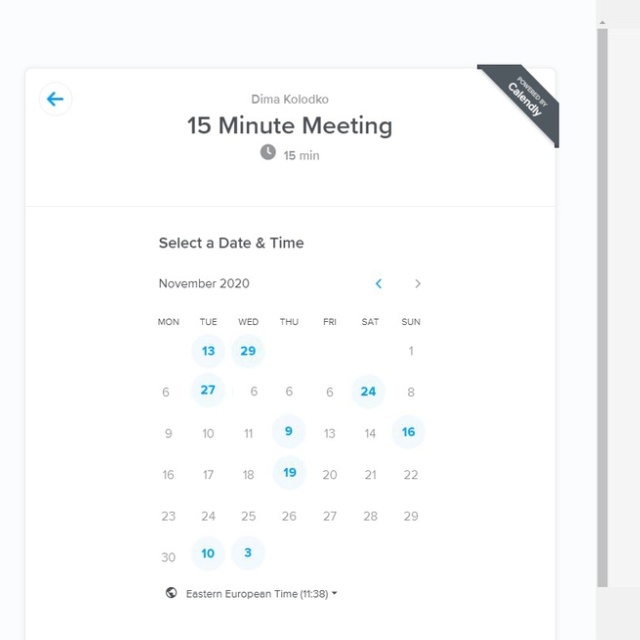 Dima Kolodko
POWERED BY
Calendly
15 Minute Meeting
15 min
Select a Date & Time
November 2020
MON TUE WED THU FRI SAT SUN
13 29 1
6 27 6 6 6 24 8
9 10 11 9 13 14 16
16 17 18 19 20 21 22
23 24 25 26 27 28 29
30 10 3
Eastern European Time (11:38)